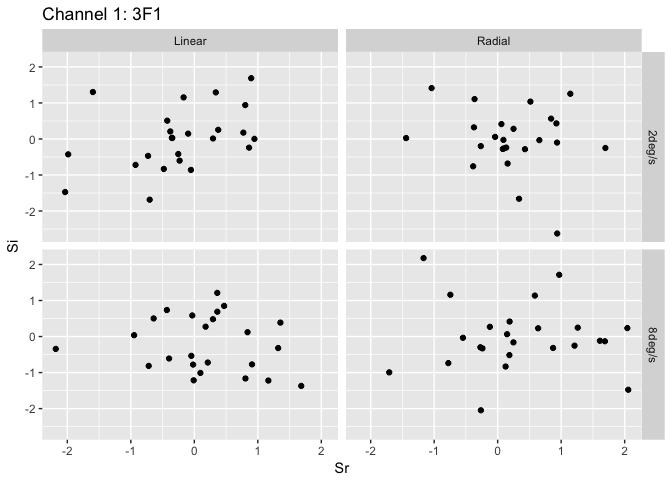 Channel 1: 3F1
Linear Radial
2
1
0
-1
-2
2deg/s
Si
2
1
0
-1
-2
8deg/s
-2 -1 0 1 2 -2 -1 0 1 2
Sr